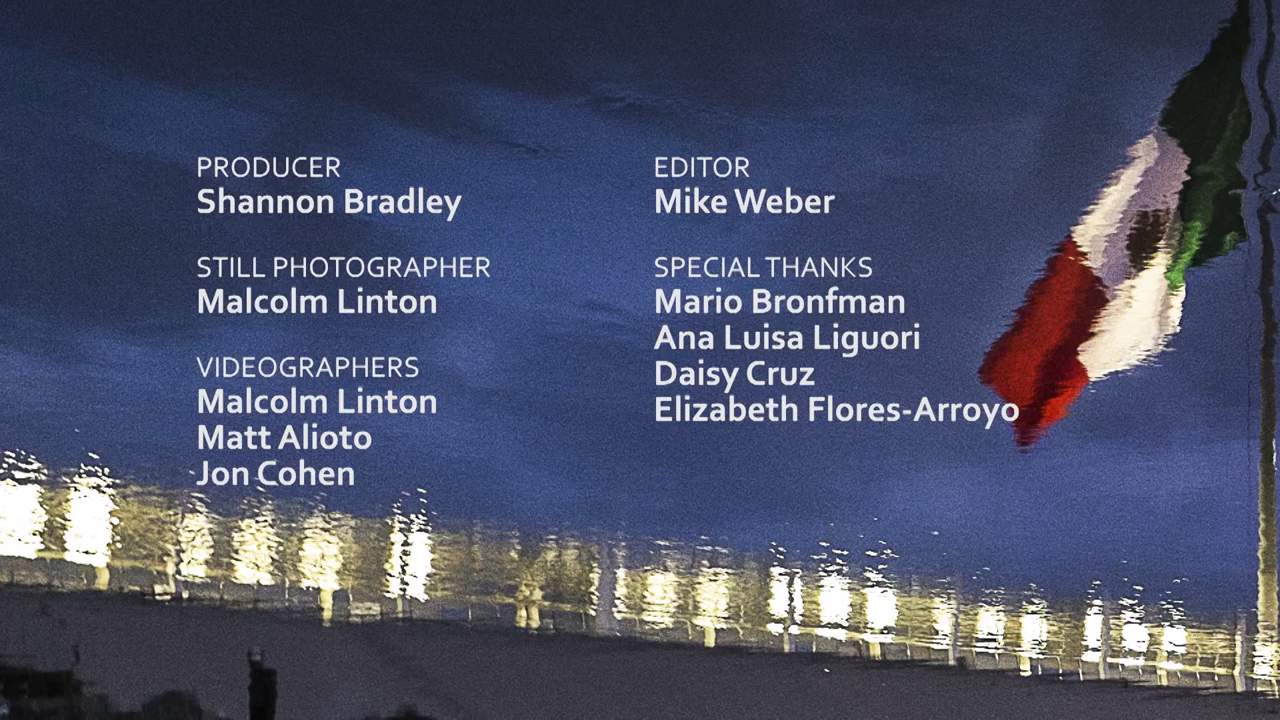 PRODUCER
Shannon Bradley
STILL PHOTOGRAPHER
Malcolm Linton
VIDEOGRAPHERS
Malcolm Linton
Matt Alioto
Jon Cohen
EDITOR
Mike Weber
SPECIAL THANKS
Mario Bronfman
Ana Luisa Liguori
Daisy Cruz
Elizabeth Flores-Arroyo